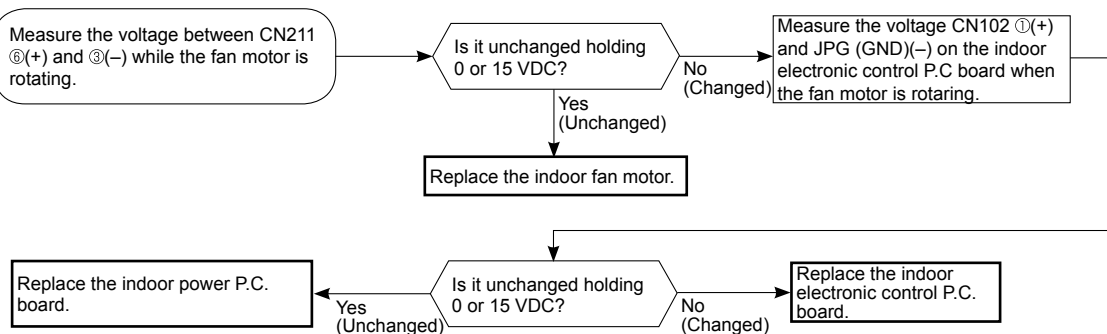 Measure the voltage between CN211
⑥(+) and ③(–) while the fan motor is
rotating.
Is it unchanged holding
0 or 15 VDC?
No
(Changed)
Measure the voltage CN102 ①(+)
and JPG (GND)(–) on the indoor
electronic control P.C board when
the fan motor is rotaring.
Yes
(Unchanged)
Replace the indoor fan motor.
Replace the indoor power P.C.
board.
Yes
(Unchanged)
Is it unchanged holding
0 or 15 VDC?
No
(Changed)
Replace the indoor
electronic control P.C.
board.